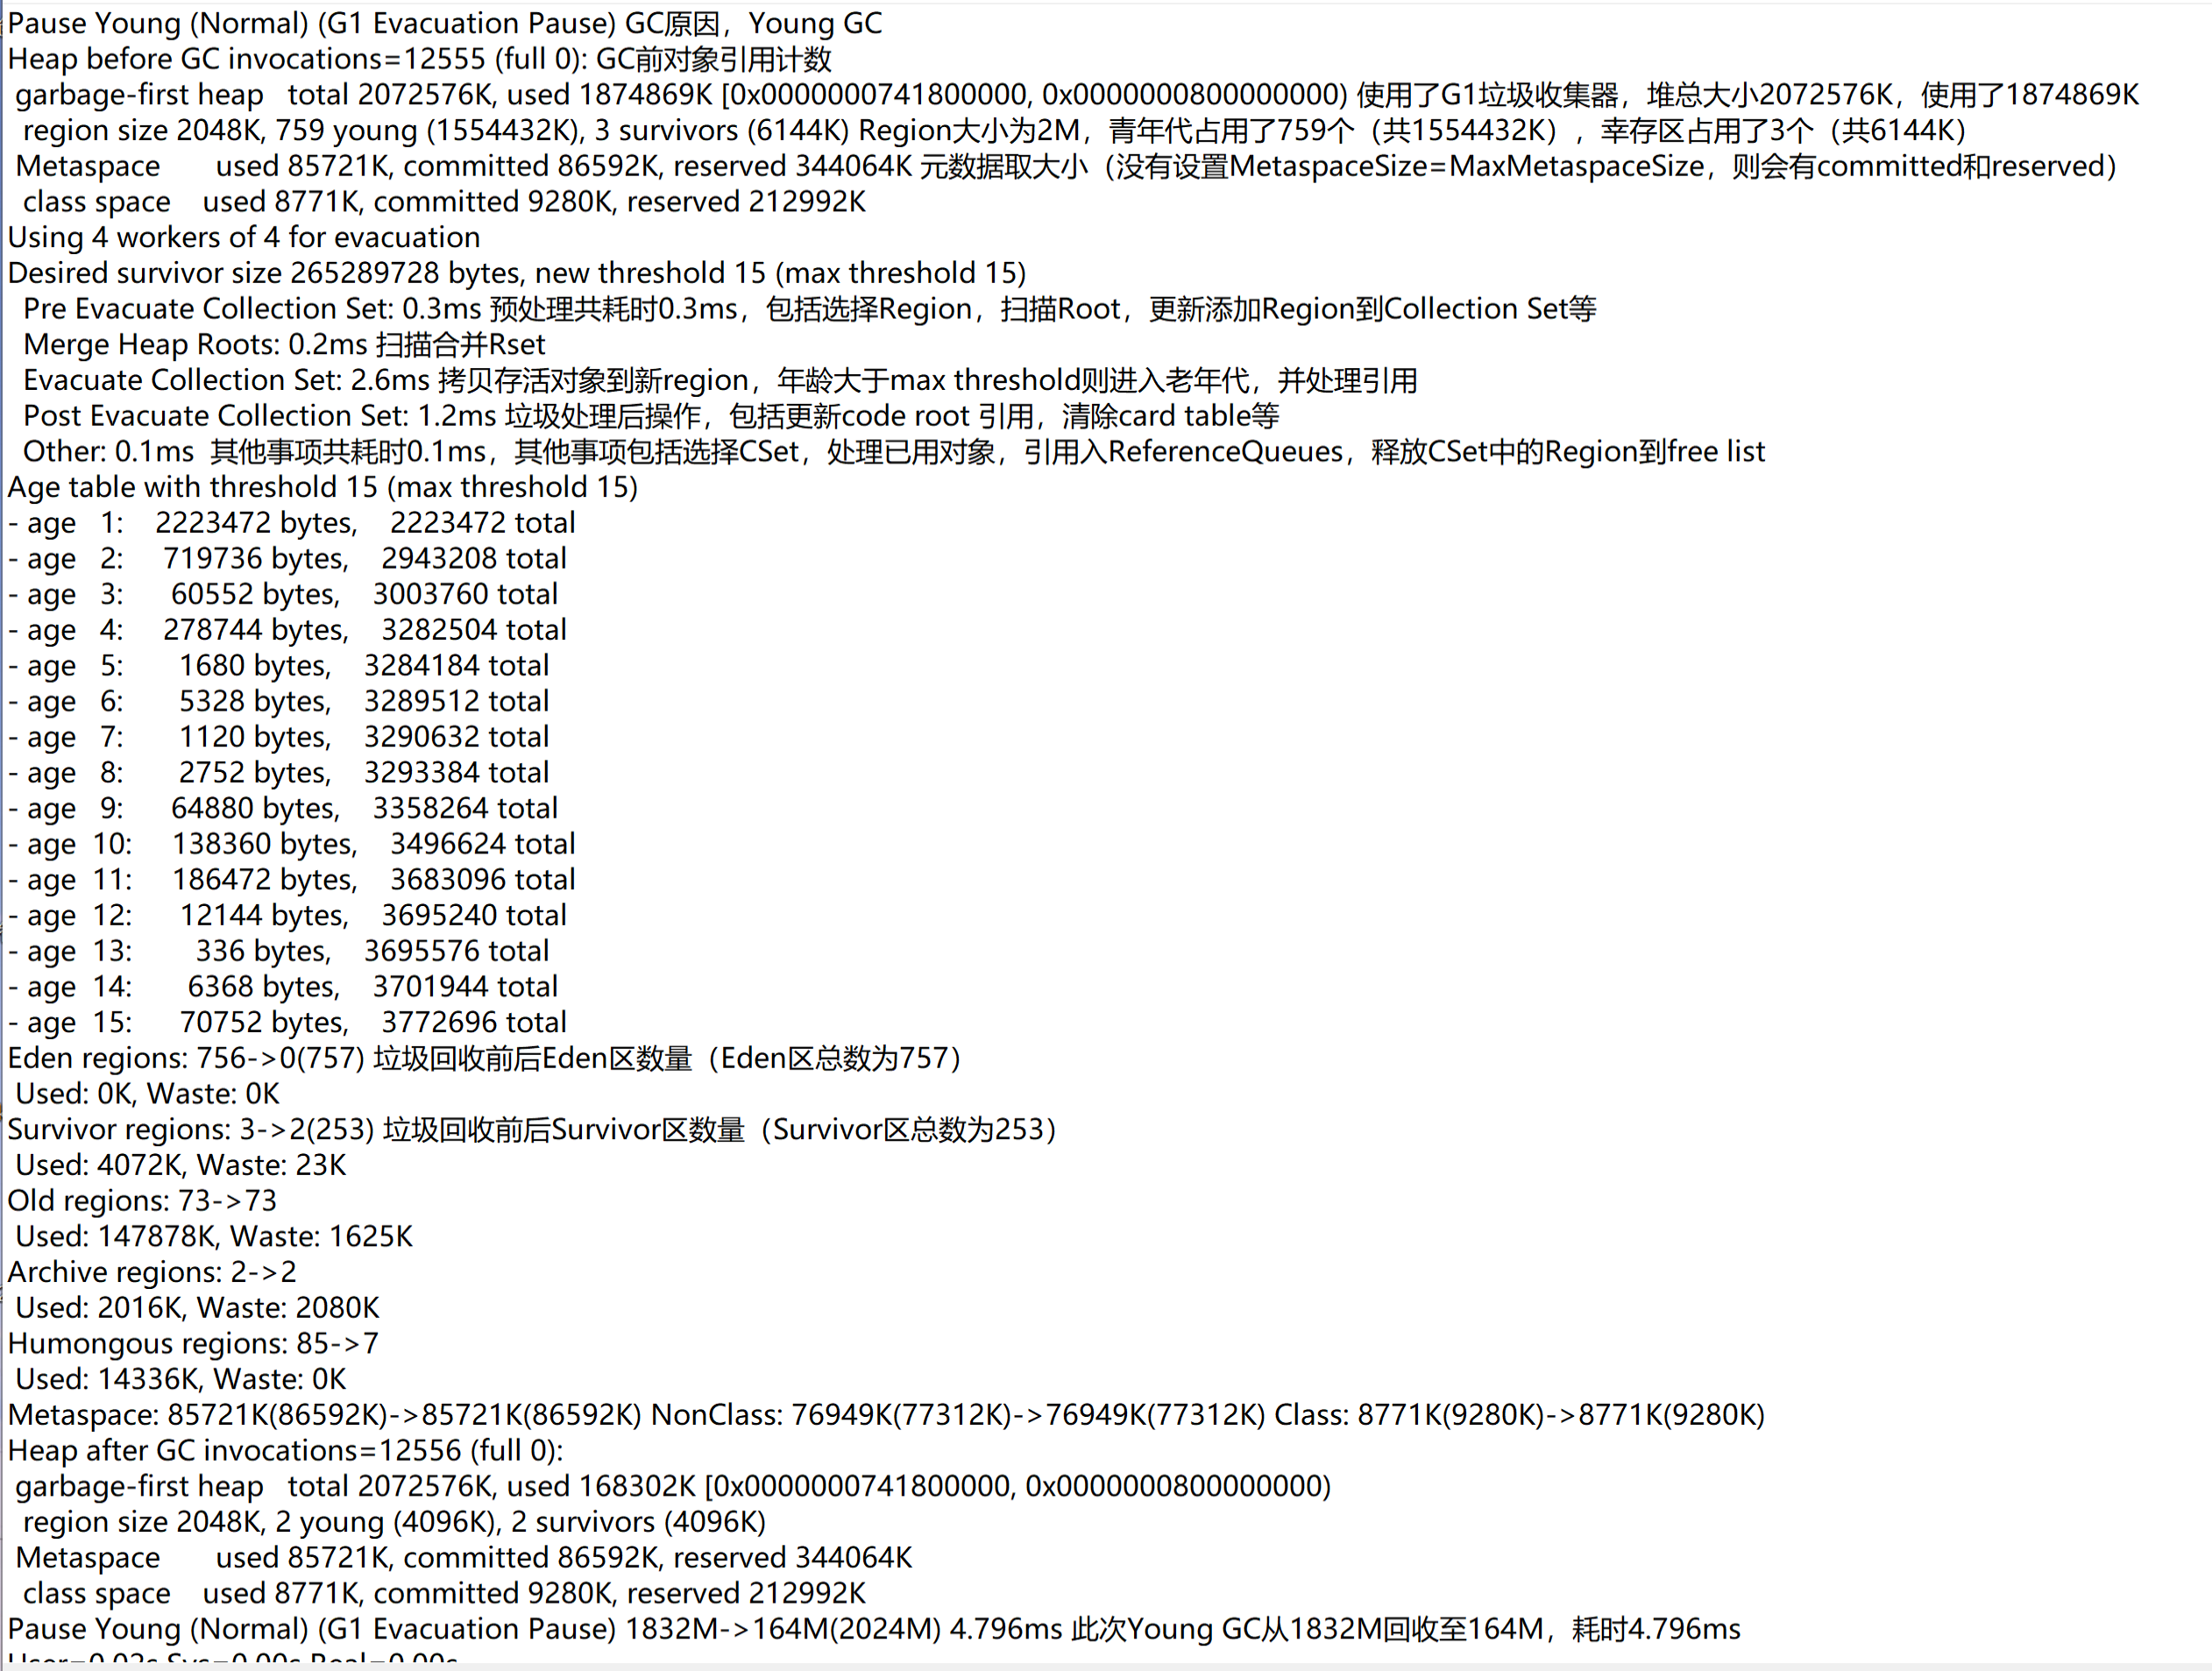 Pause Young (Normal) (G1 Evacuation Pause) GC原因，Young GC
Heap before GC invocations=12555 (full 0): GC前对象引用计数
garbage-first heap   total 2072576K, used 1874869K [0x0000000741800000, 0x0000000800000000) 使用了G1垃圾收集器，堆总大小2072576K，使用了1874869K
region size 2048K, 759 young (1554432K), 3 survivors (6144K) Region大小为2M，青年代占用了759个（共1554432K），幸存区占用了3个（共6144K）
Metaspace       used 85721K, committed 86592K, reserved 344064K 元数据取大小（没有设置MetaspaceSize=MaxMetaspaceSize，则会有committed和reserved）
class space    used 8771K, committed 9280K, reserved 212992K
Using 4 workers of 4 for evacuation
Desired survivor size 265289728 bytes, new threshold 15 (max threshold 15)
Pre Evacuate Collection Set: 0.3ms 预处理共耗时0.3ms，包括选择Region，扫描Root，更新添加Region到Collection Set等
Merge Heap Roots: 0.2ms 扫描合并Rset
Evacuate Collection Set: 2.6ms 拷贝存活对象到新region，年龄大于max threshold则进入老年代，并处理引用
Post Evacuate Collection Set: 1.2ms 垃圾处理后操作，包括更新code root 引用，清除card table等
Other: 0.1ms  其他事项共耗时0.1ms，其他事项包括选择CSet，处理已用对象，引用入ReferenceQueues，释放CSet中的Region到free list
Age table with threshold 15 (max threshold 15)
- age   1:    2223472 bytes,    2223472 total
- age   2:     719736 bytes,    2943208 total
- age   3:      60552 bytes,    3003760 total
- age   4:     278744 bytes,    3282504 total
- age   5:       1680 bytes,    3284184 total
- age   6:       5328 bytes,    3289512 total
- age   7:       1120 bytes,    3290632 total
- age   8:       2752 bytes,    3293384 total
- age   9:      64880 bytes,    3358264 total
- age  10:     138360 bytes,    3496624 total
- age  11:     186472 bytes,    3683096 total
- age  12:      12144 bytes,    3695240 total
- age  13:        336 bytes,    3695576 total
- age  14:       6368 bytes,    3701944 total
- age  15:      70752 bytes,    3772696 total
Eden regions: 756->0(757) 垃圾回收前后Eden区数量（Eden区总数为757）
Used: 0K, Waste: 0K
Survivor regions: 3->2(253) 垃圾回收前后Survivor区数量（Survivor区总数为253）
Used: 4072K, Waste: 23K
Old regions: 73->73
Used: 147878K, Waste: 1625K
Archive regions: 2->2
Used: 2016K, Waste: 2080K
Humongous regions: 85->7
Used: 14336K, Waste: 0K
Metaspace: 85721K(86592K)->85721K(86592K) NonClass: 76949K(77312K)->76949K(77312K) Class: 8771K(9280K)->8771K(9280K)
Heap after GC invocations=12556 (full 0):
garbage-first heap   total 2072576K, used 168302K [0x0000000741800000, 0x0000000800000000)
region size 2048K, 2 young (4096K), 2 survivors (4096K)
Metaspace       used 85721K, committed 86592K, reserved 344064K
class space    used 8771K, committed 9280K, reserved 212992K
Pause Young (Normal) (G1 Evacuation Pause) 1832M->164M(2024M) 4.796ms 此次Young GC从1832M回收至164M，耗时4.796ms
User=0.02s Sys=0.00s Real=0.00s